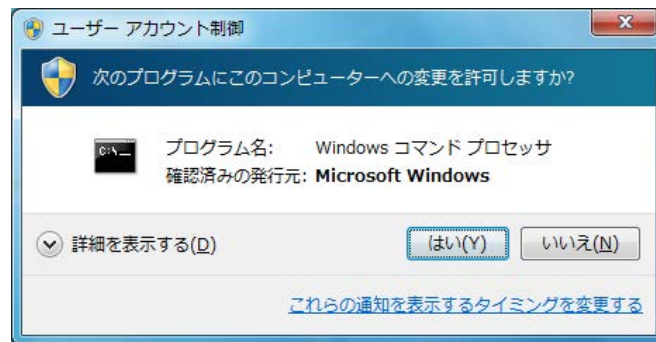 ユーザー アカウント制御
次のプログラムにこのコンピューターへの変更を許可しますか?
C:\_
プログラム名: Windows コマンド プロセッサ
確認済みの発行元: Microsoft Windows
詳細を表示する(D)
はい(Y)
いいえ(N)
これらの通知を表示するタイミングを変更する